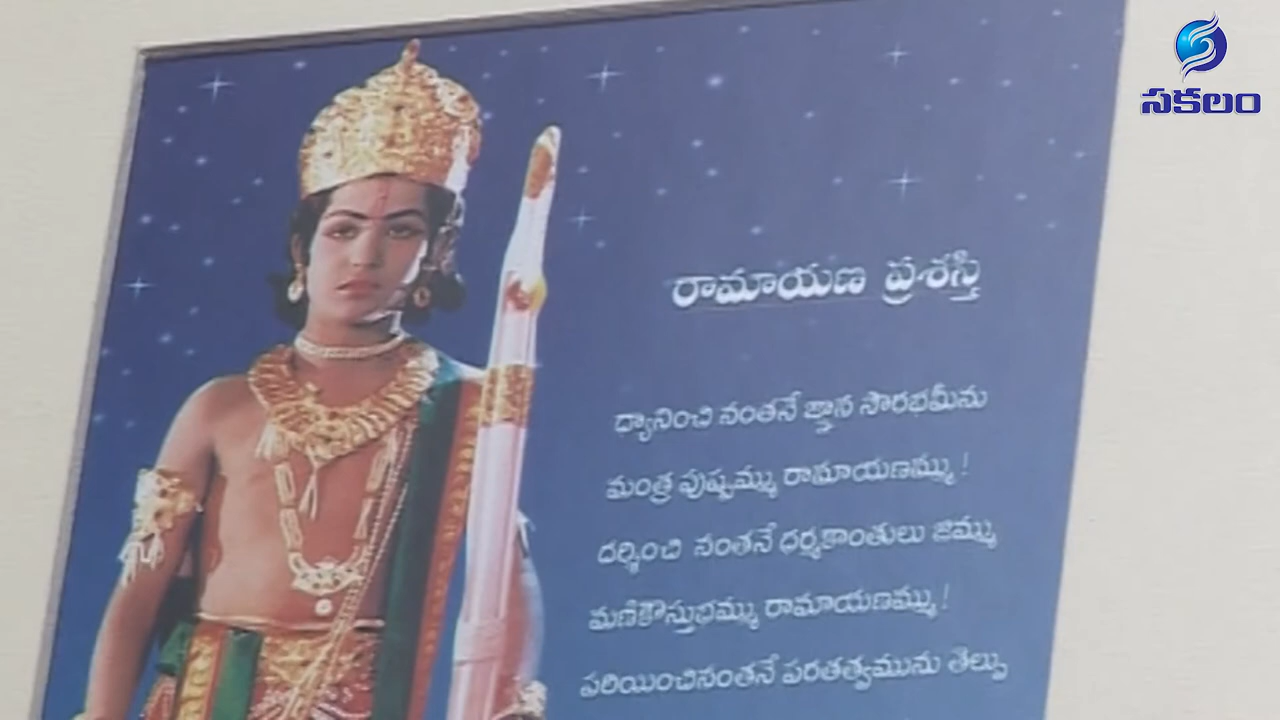 సకలం
రామాయణ ప్రశస్తి
ధ్యానించి నంతనే జ్ఞాన సౌరభమీను
మంత్ర పుష్పమ్ము రామాయణమ్ము !
దర్శించి నంతనే ధర్మకాంతులు జిమ్ము
మణికౌస్తుభమ్ము రామాయణమ్ము !
పఠియించినంతనే పరతత్వమును తెల్పు